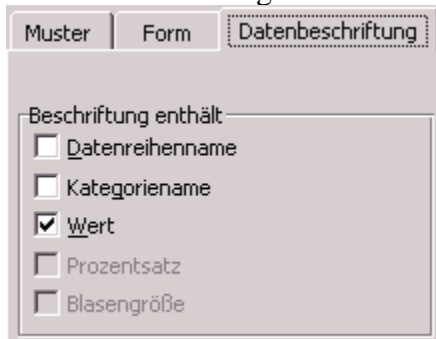 Muster Form Datenbeschriftung
Beschriftung enthält
Datenreihenname
Kategoriename
Wert
Prozentsatz
Blasengröße